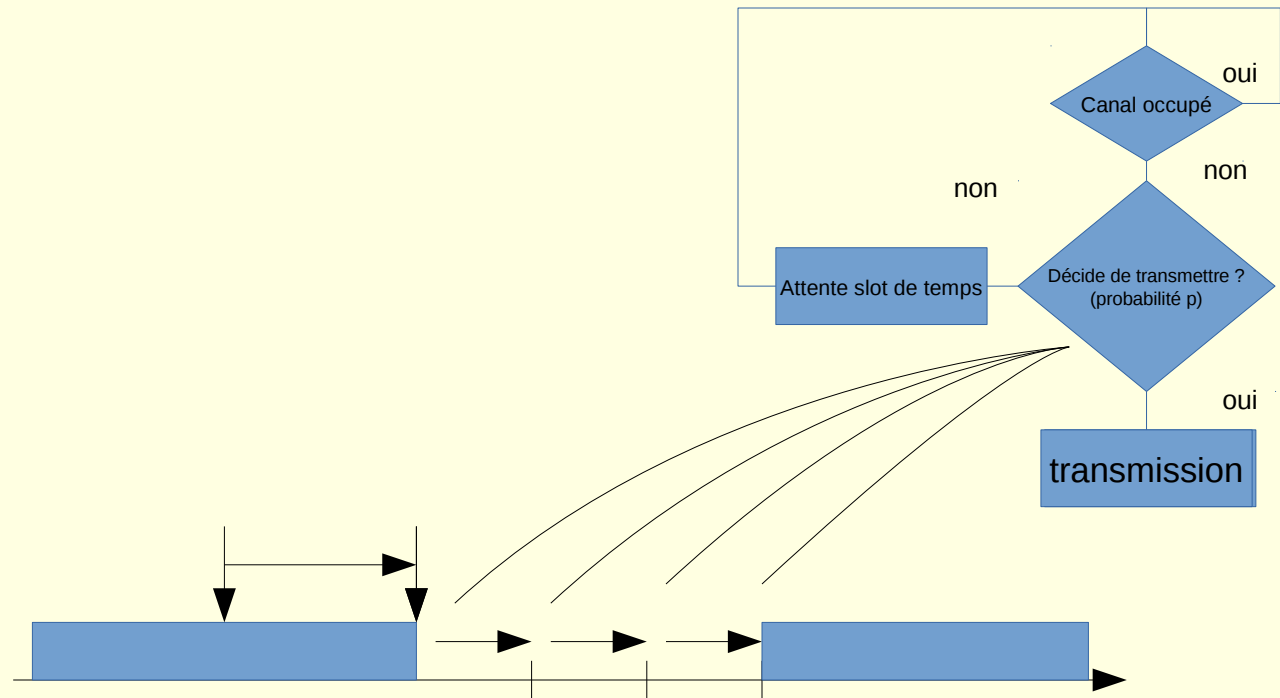 oui
Canal occupé
non
non
Attente slot de temps
Décide de transmettre ?
(probabilité p)
oui
transmission